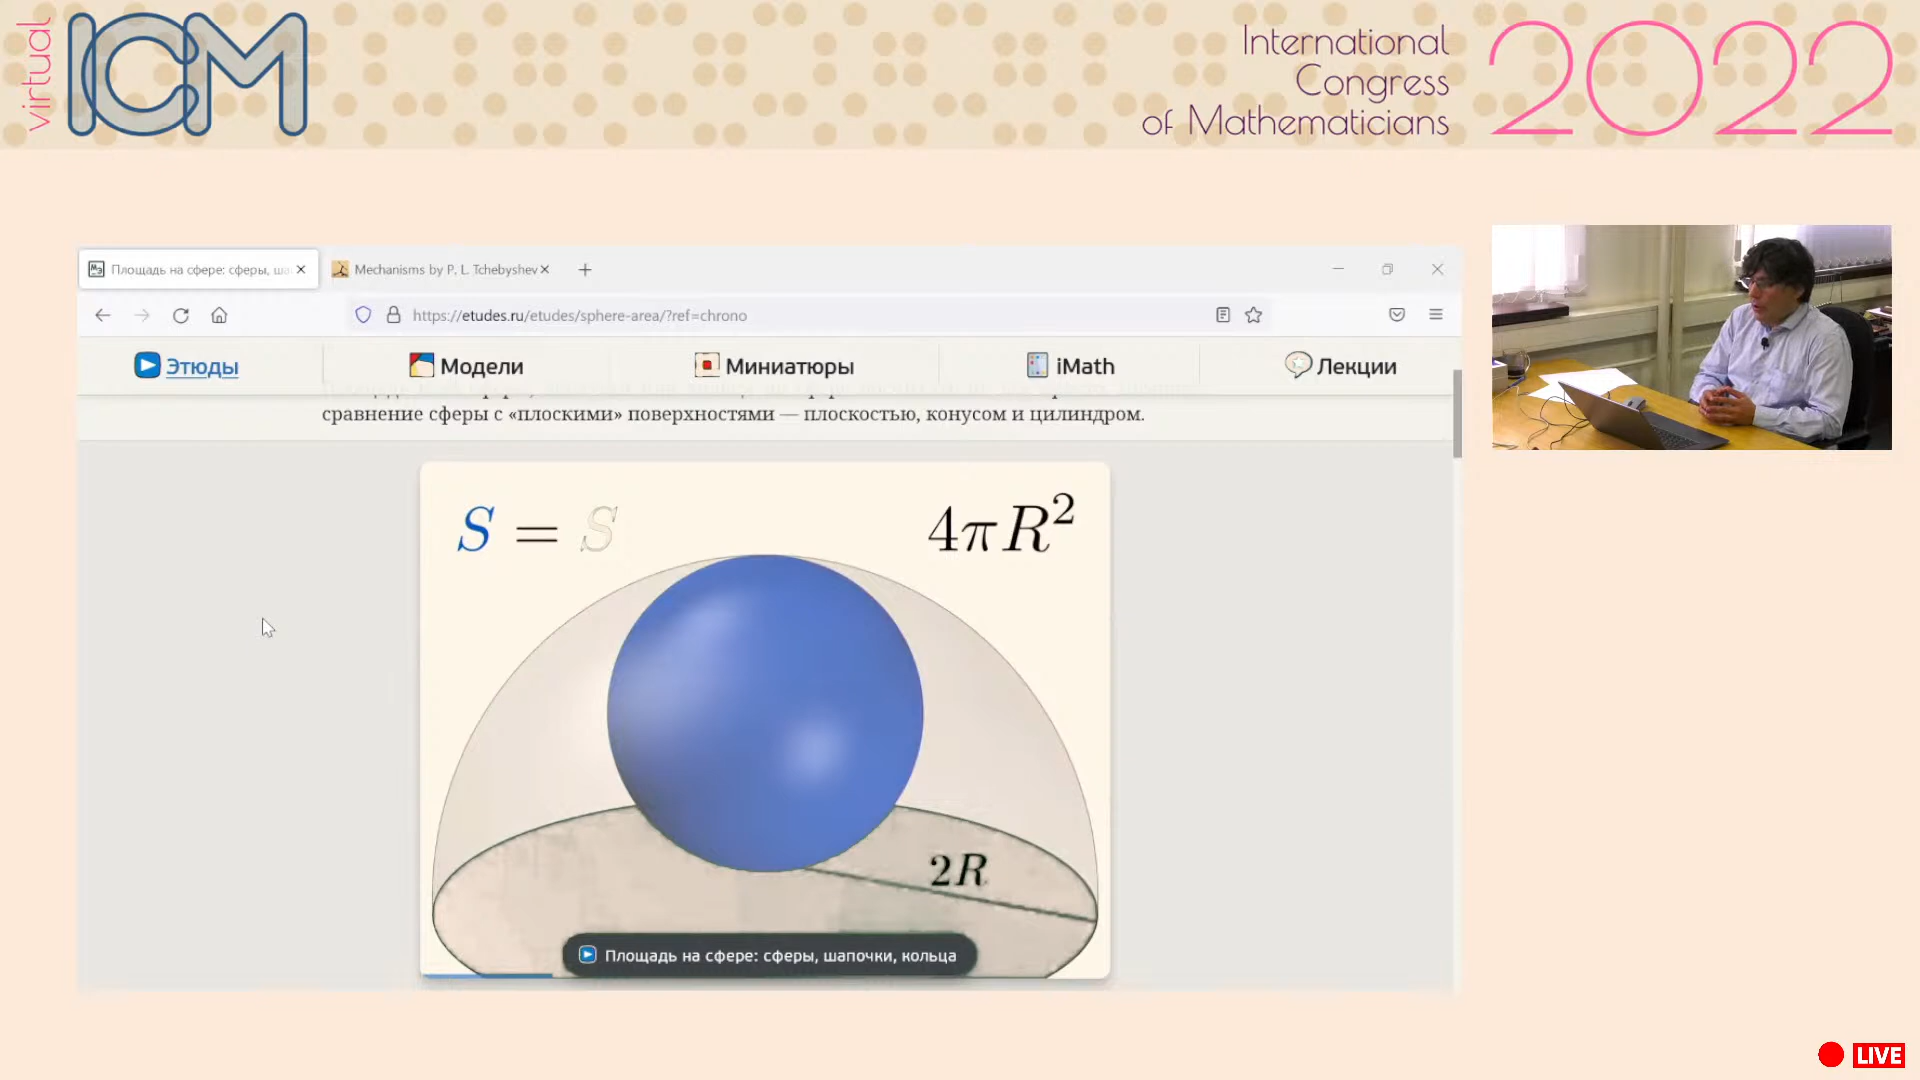 virtual
ICM
International
Congress
of Mathematicians
2022
Площадь на сфере: сферы, ша
Mechanisms by P. L. Tchebyshev
https://etudes.ru/etudes/sphere-area/?ref=chrono
Этюды
Модели
Миниатюры
iMath
Лекции
сравнение сферы с «плоскими» поверхностями — плоскостью, конусом и цилиндром.
S = S
4πR²
2R
Площадь на сфере: сферы, шапочки, кольца
LIVE